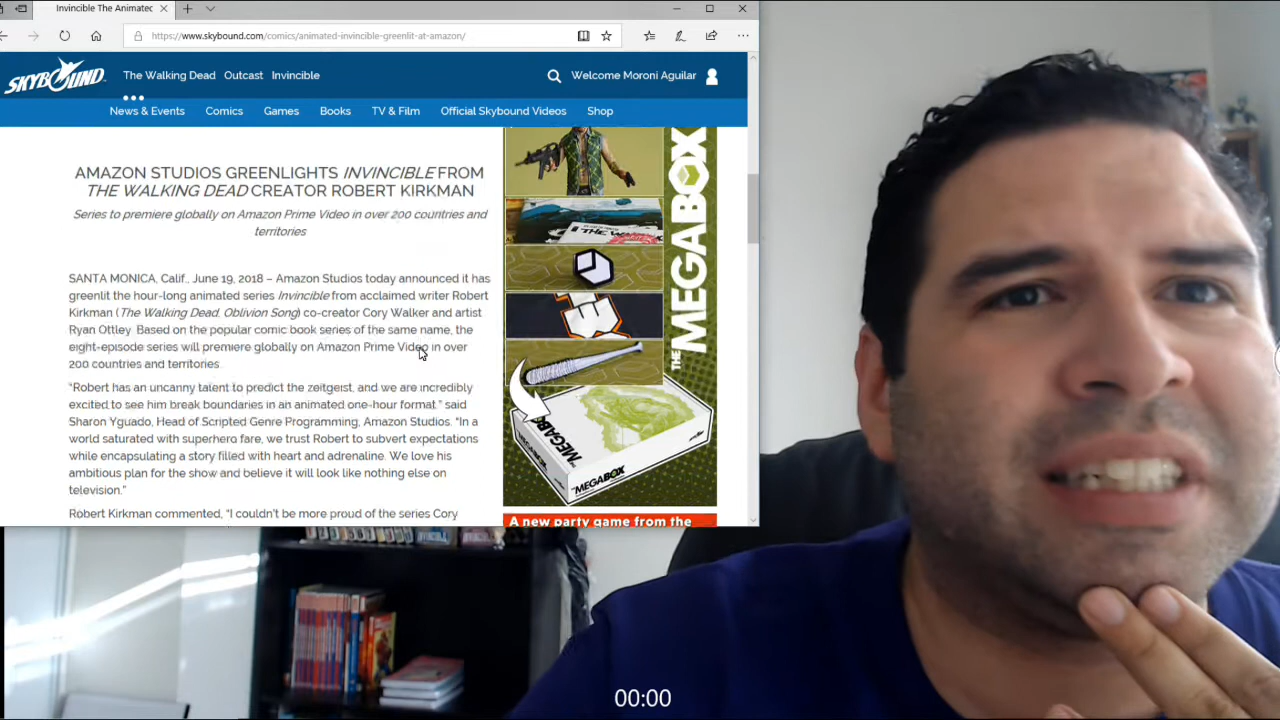 Invincible The Animated
https://www.skybound.com/comics/animated-invincible-greenlit-at-amazon/
SKYBOUND
The Walking Dead Outcast Invincible
Welcome Moroni Aguilar
News & Events Comics Games Books TV & Film Official Skybound Videos Shop
AMAZON STUDIOS GREENLIGHTS INVINCIBLE FROM
THE WALKING DEAD CREATOR ROBERT KIRKMAN
Series to premiere globally on Amazon Prime Video in over 200 countries and
territories
SANTA MONICA, Calif., June 19, 2018 – Amazon Studios today announced it has
greenlit the hour-long animated series Invincible from acclaimed writer Robert
Kirkman (The Walking Dead, Oblivion Song) co-creator Cory Walker and artist
Ryan Ottley. Based on the popular comic book series of the same name, the
eight-episode series will premiere globally on Amazon Prime Video in over
200 countries and territories.
“Robert has an uncanny talent to predict the zeitgeist, and we are incredibly
excited to see him break boundaries in an animated one-hour format,” said
Sharon Yguado, Head of Scripted Genre Programming, Amazon Studios. “In a
world saturated with superhero fare, we trust Robert to subvert expectations
while encapsulating a story filled with heart and adrenaline. We love his
ambitious plan for the show and believe it will look like nothing else on
television.”
Robert Kirkman commented, “I couldn’t be more proud of the series Cory
THE MEGABOX
THE MEGABOX
A new party game from the
00:00